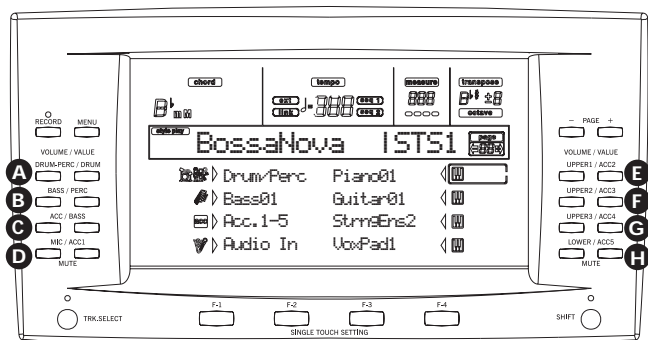 chord
tempo
measure
transpose
octave
ext
link
seq 1
seq 2
±8
RECORD MENU
− PAGE +
style play
BossaNova STS1
page
VOLUME / VALUE
VOLUME / VALUE
A DRUM-PERC / DRUM
Drum/Perc Piano01
UPPER1 / ACC2 E
B BASS / PERC
Bass01 Guitar01
UPPER2 / ACC3 F
C ACC / BASS
ACC Acc.1-5 StrngEns2
UPPER3 / ACC4 G
D MIC / ACC1
Audio In VoxPad1
LOWER / ACC5 H
MUTE
MUTE
TRK.SELECT
F-1 F-2 F-3 F-4
SHIFT
SINGLE TOUCH SETTING